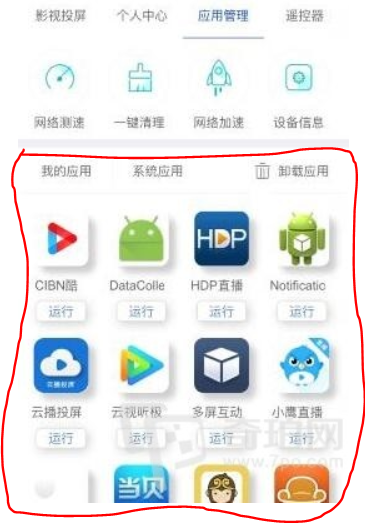 影视投屏 个人中心 应用管理 遥控器
网络测速 一键清理 网络加速 设备信息
我的应用 系统应用 卸载应用
HDP
CIBN酷 DataColle HDP直播 Notificatic
运行 运行 运行 运行
云播投屏
云播投屏 云视听极 多屏互动 小鹰直播
运行 运行 运行 运行
奇珀网
www.7po.com
当贝